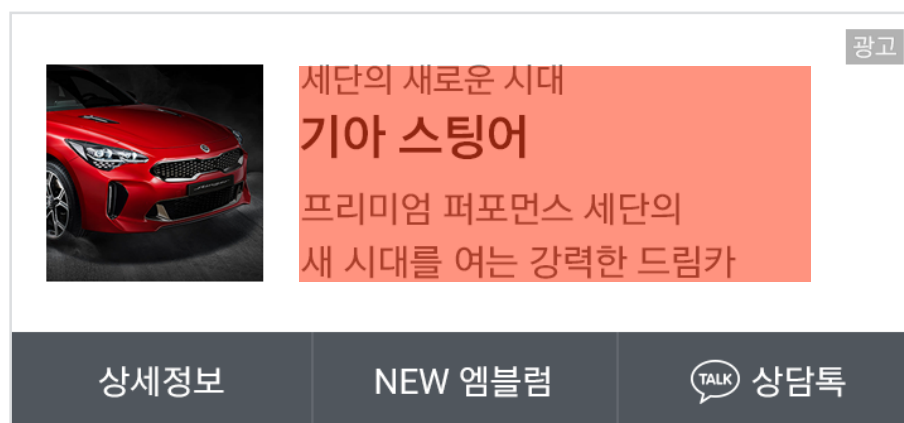 광고
세단의 새로운 시대
기아 스팅어
프리미엄 퍼포먼스 세단의
새 시대를 여는 강력한 드림카
상세정보
NEW 엠블럼
TALK 상담톡